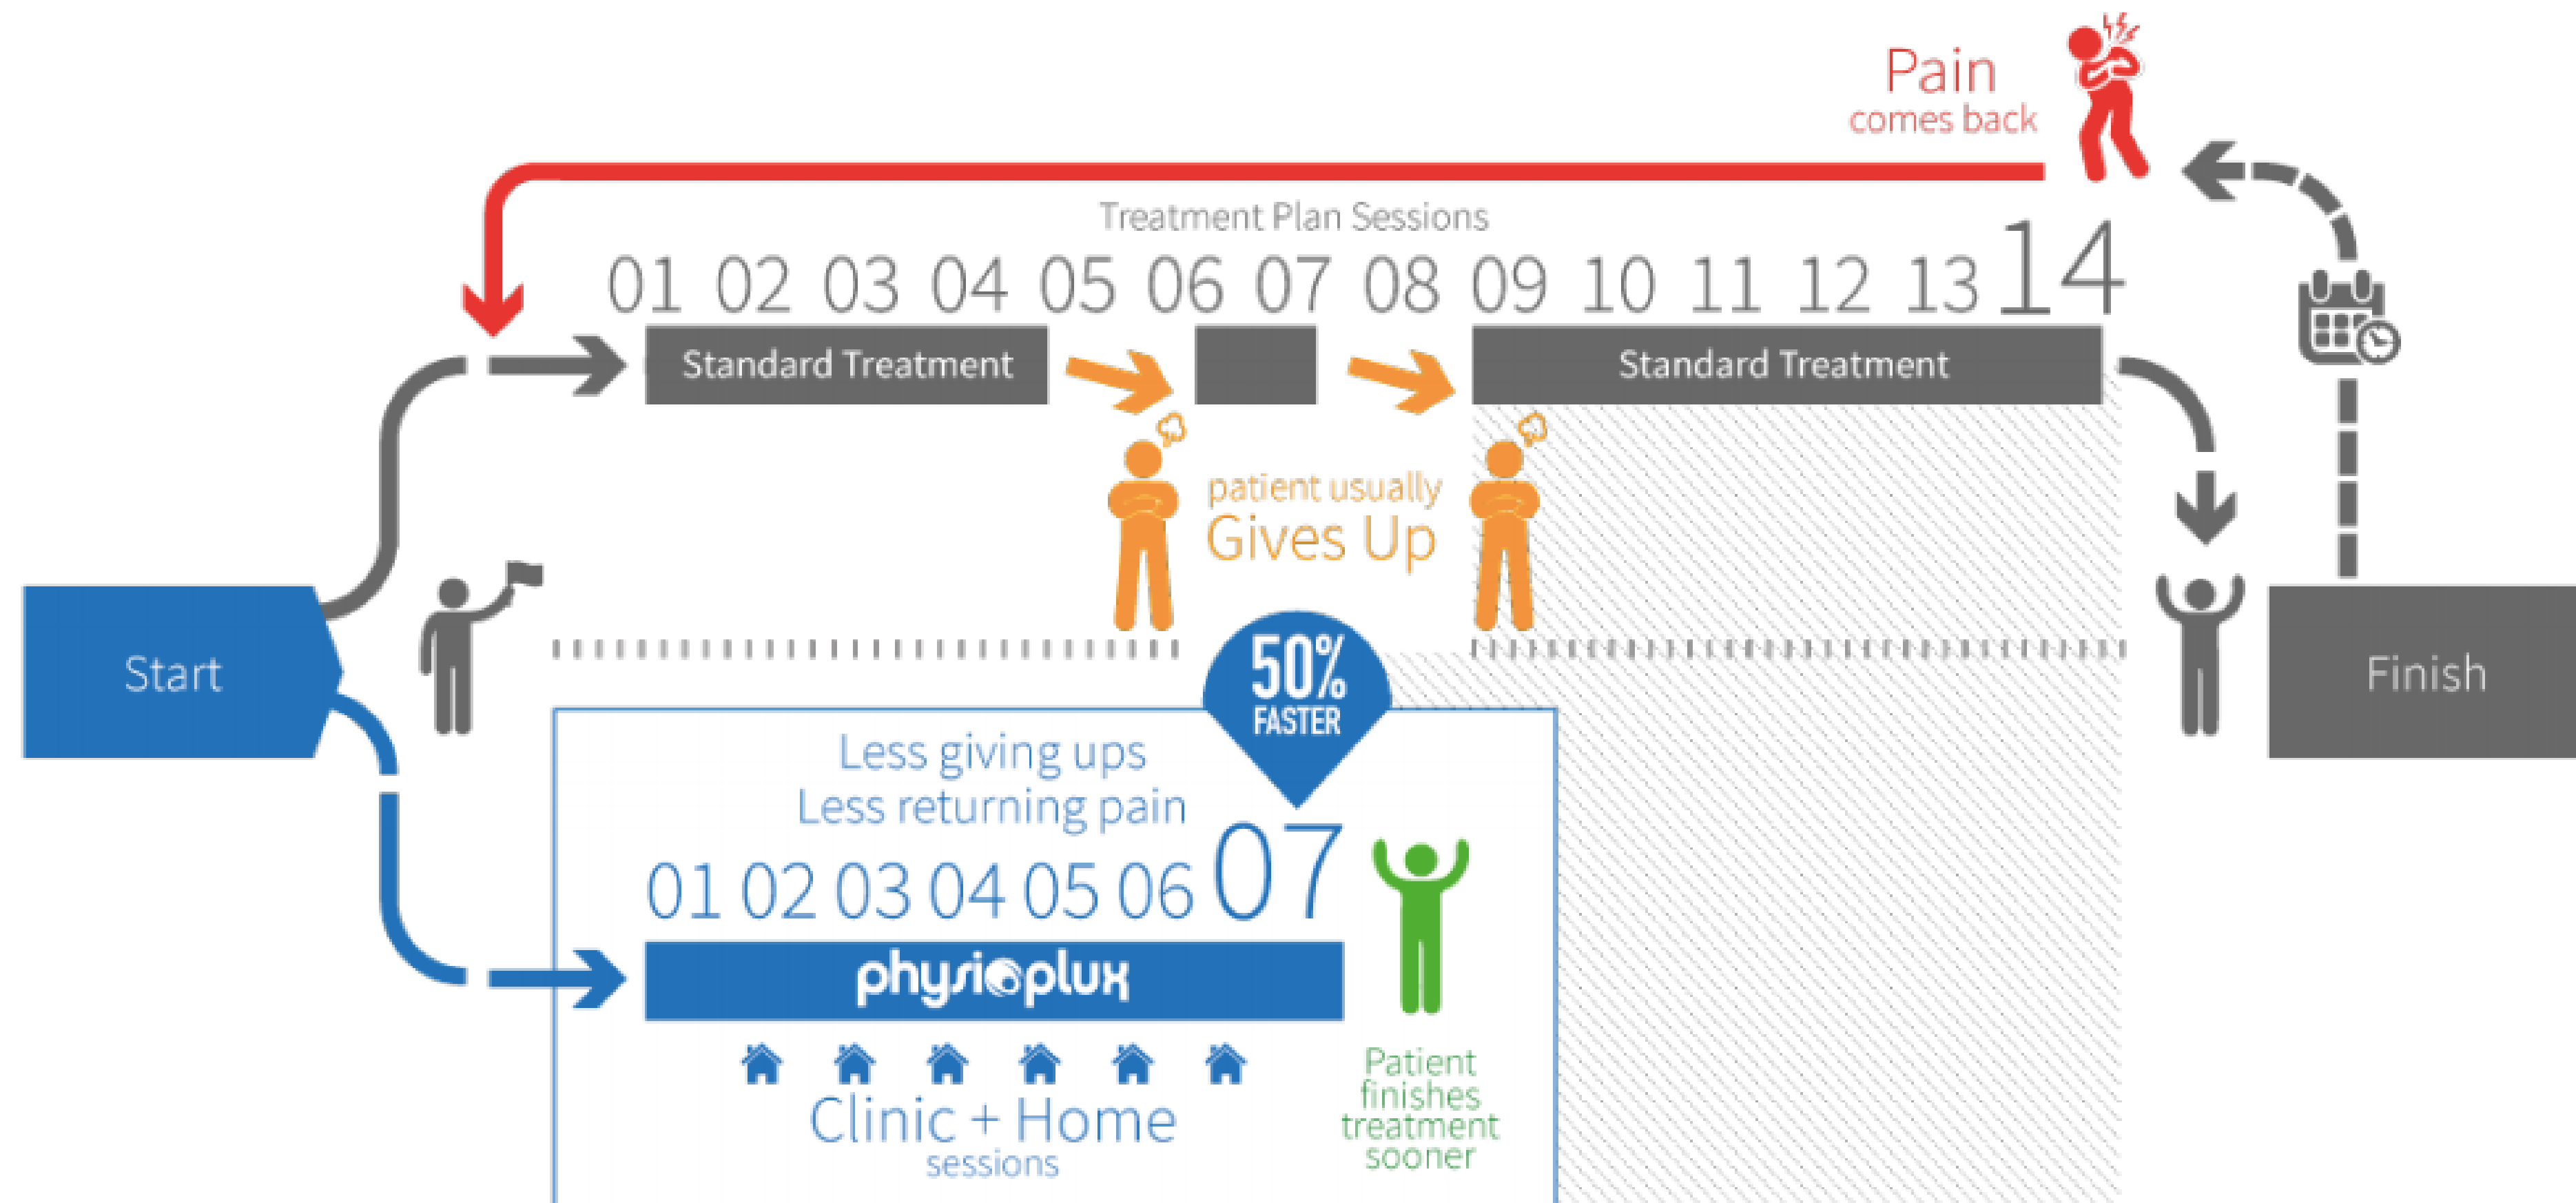 Pain
comes back
Treatment Plan Sessions
01 02 03 04 05 06 07 08 09 10 11 12 13 14
Standard Treatment
Standard Treatment
patient usually
Gives Up
Start
Finish
50%
FASTER
Less giving ups
Less returning pain
01 02 03 04 05 06 07
physioplux
Clinic + Home
sessions
Patient
finishes
treatment
sooner